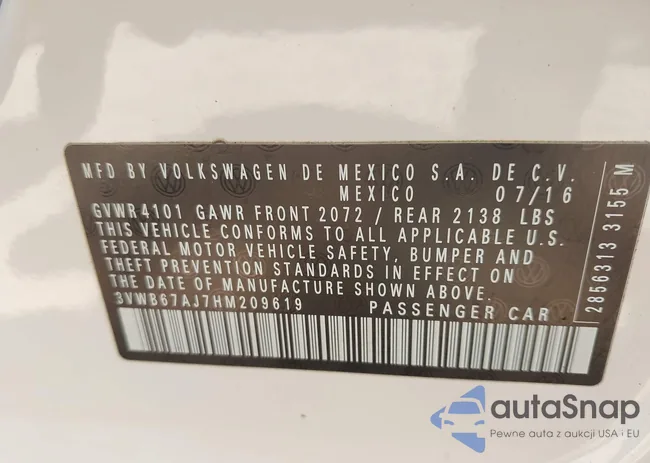 MFD BY VOLKSWAGEN DE MEXICO S.A. DE C.V.
MEXICO 07/16
GVWR4101 GAWR FRONT 2072 / REAR 2138 LBS
THIS VEHICLE CONFORMS TO ALL APPLICABLE U.S.
FEDERAL MOTOR VEHICLE SAFETY, BUMPER AND
THEFT PREVENTION STANDARDS IN EFFECT ON
THE DATE OF MANUFACTURE SHOWN ABOVE.
3VWB67AJ7HM209619 PASSENGER CAR
2856313 3155 M
autaSnap
Pewne auta z aukcji USA i EU